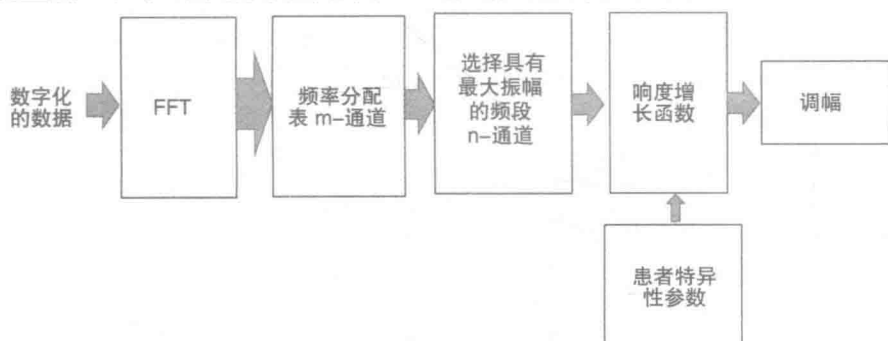 数字化
的数据
FFT
频率分配
表 m-通道
选择具有
最大振幅
的频段
n-通道
响度增
长函数
调幅
患者特异
性参数